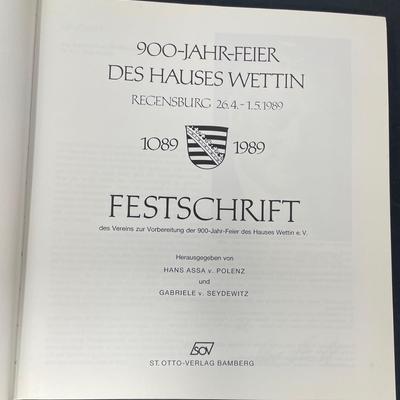 900-JAHR-FEIER
DES HAUSES WETTIN
REGENSBURG 26.4.-1.5.1989
1089 1989
FESTSCHRIFT
des Vereins zur Vorbereitung der 900-Jahr-Feier des Hauses Wettin e.V.
Herausgegeben von
HANS ASSA v. POLENZ
und
GABRIELE v. SEYDEWITZ
SOV
ST. OTTO-VERLAG BAMBERG